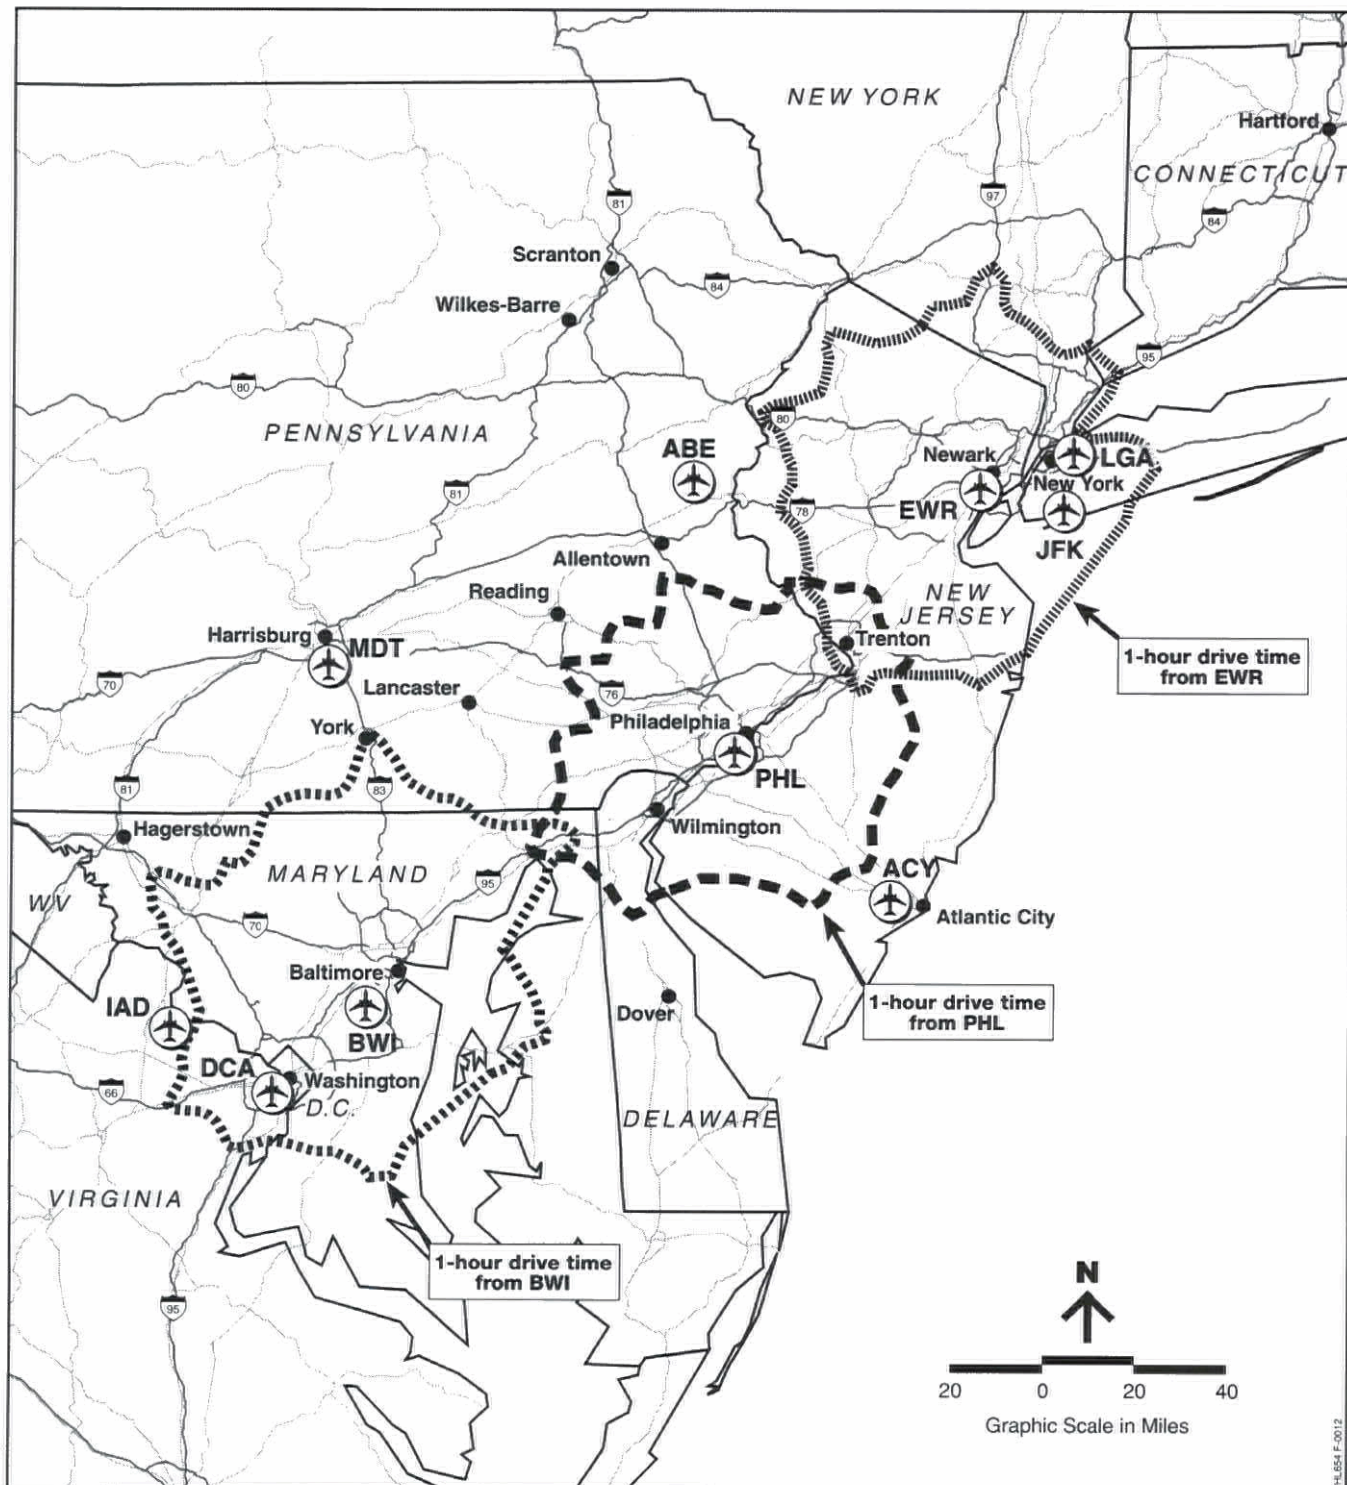 NEW YORK
Hartford
CONNECTICUT
97
81
84
Scranton
84
Wilkes-Barre
95
80
80
PENNSYLVANIA
ABE
Newark
LGA
New York
81
EWR
78
JFK
Allentown
Reading
NEW
JERSEY
Harrisburg
MDT
Trenton
1-hour drive time
from EWR
70
Lancaster
76
Philadelphia
York
PHL
81
83
Hagerstown
Wilmington
MARYLAND
ACY
95
WV
70
Atlantic City
Baltimore
IAD
Dover
1-hour drive time
from PHL
BWI
DCA
Washington
D.C.
66
DELAWARE
VIRGINIA
1-hour drive time
from BWI
N
95
20 0 20 40
Graphic Scale in Miles
HL654 F-0012